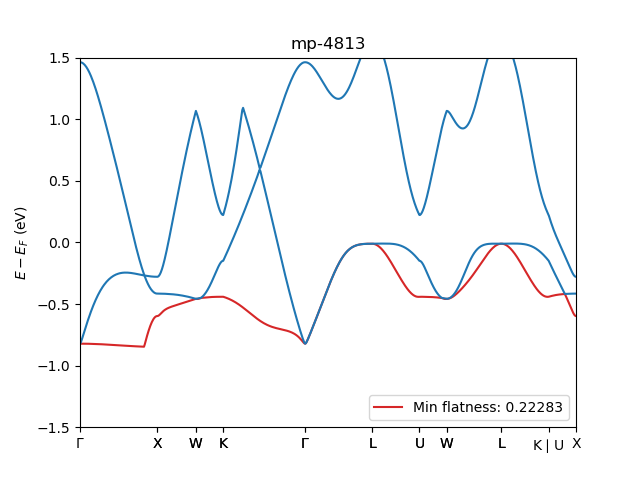 mp-4813
E − E_F (eV)
1.5
1.0
0.5
0.0
−0.5
−1.0
−1.5
Min flatness: 0.22283
Γ X W K Γ L U W L K | U X